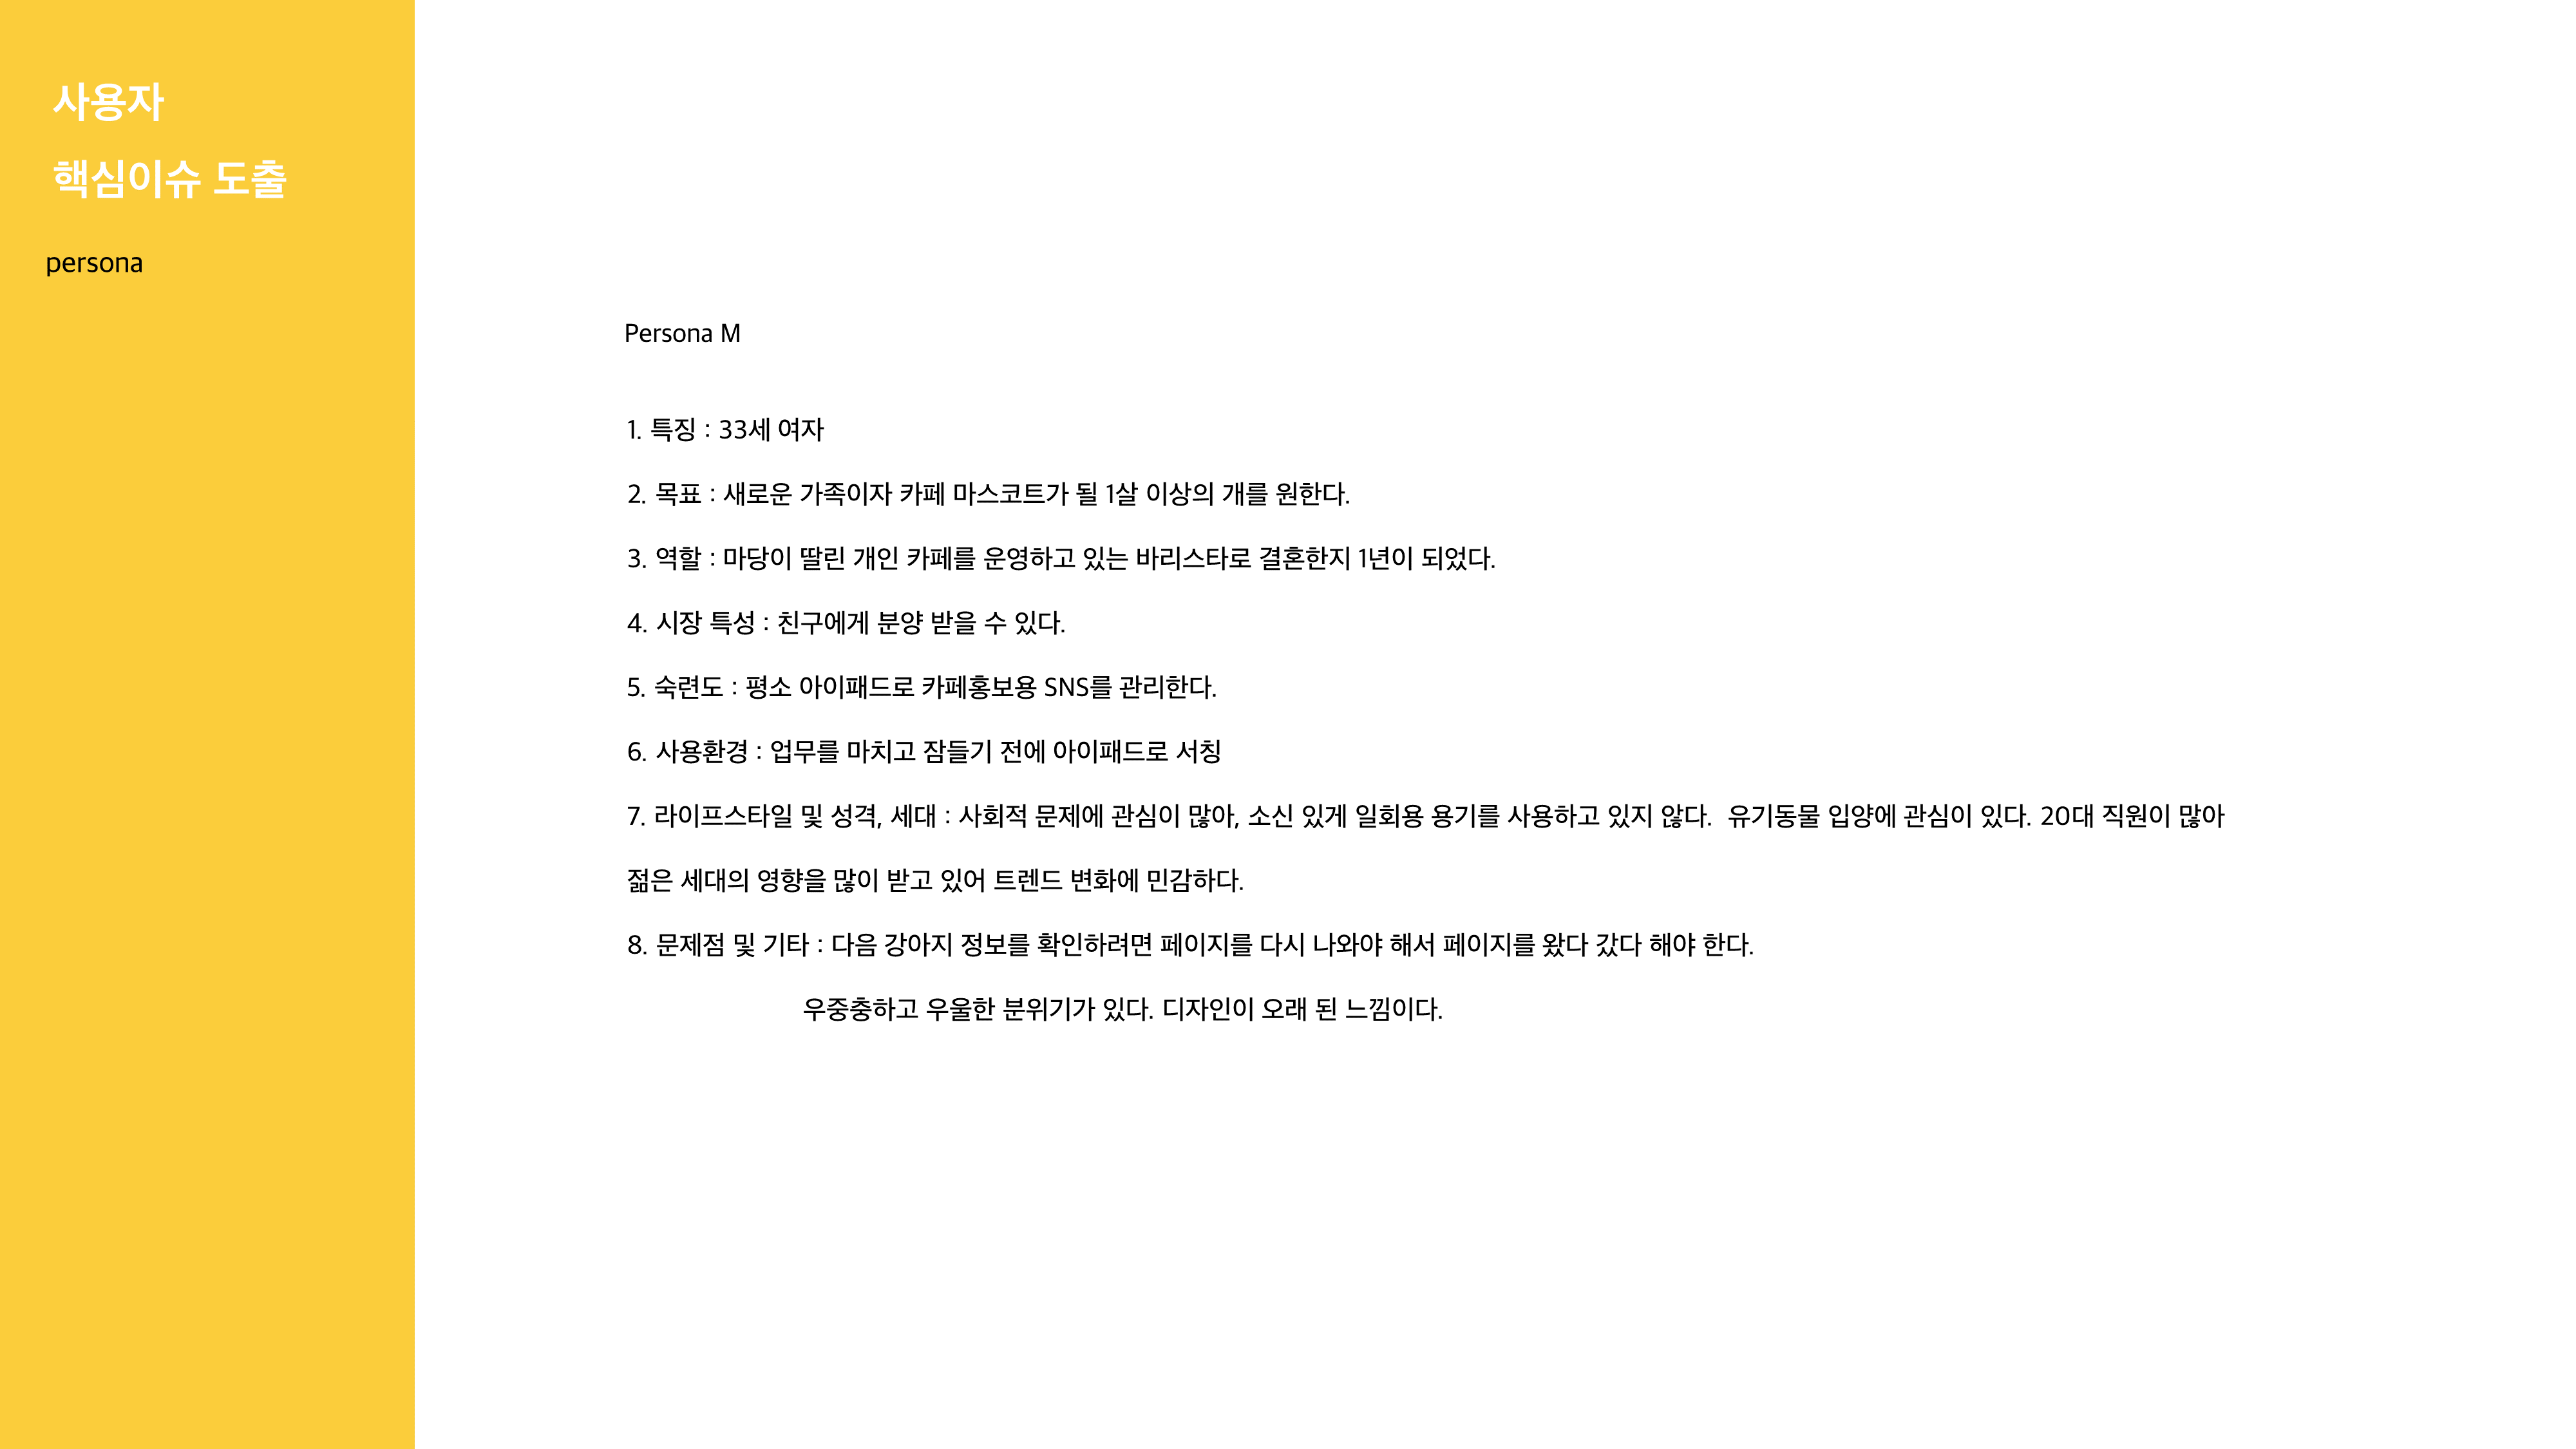 사용자
핵심이슈 도출
persona
Persona M
1. 특징 : 33세 여자
2. 목표 : 새로운 가족이자 카페 마스코트가 될 1살 이상의 개를 원한다.
3. 역할 : 마당이 딸린 개인 카페를 운영하고 있는 바리스타로 결혼한지 1년이 되었다.
4. 시장 특성 : 친구에게 분양 받을 수 있다.
5. 숙련도 : 평소 아이패드로 카페홍보용 SNS를 관리한다.
6. 사용환경 : 업무를 마치고 잠들기 전에 아이패드로 서칭
7. 라이프스타일 및 성격, 세대 : 사회적 문제에 관심이 많아, 소신 있게 일회용 용기를 사용하고 있지 않다. 유기동물 입양에 관심이 있다. 20대 직원이 많아
젊은 세대의 영향을 많이 받고 있어 트렌드 변화에 민감하다.
8. 문제점 및 기타 : 다음 강아지 정보를 확인하려면 페이지를 다시 나와야 해서 페이지를 왔다 갔다 해야 한다.
우중충하고 우울한 분위기가 있다. 디자인이 오래 된 느낌이다.